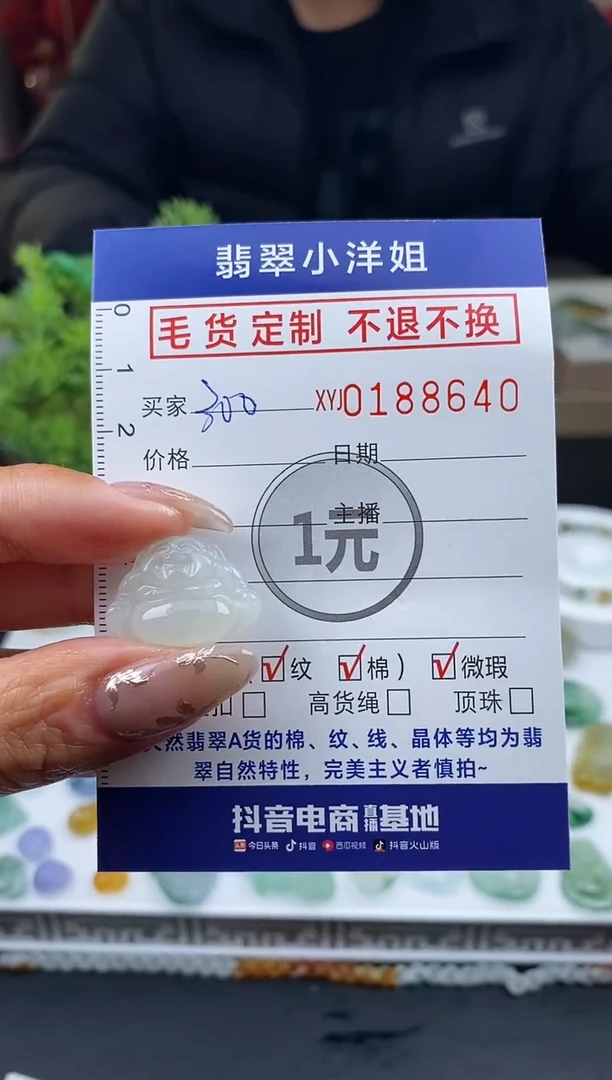 翡翠小洋姐
毛货定制 不退不换
0
1
2
买家 300 XYJ0188640
价格 日期
主播
1元
纹 棉） 微瑕
扣 高货绳 顶珠
天然翡翠A货的棉、纹、线、晶体等均为翡
翠自然特性，完美主义者慎拍~
抖音电商直播基地
头条 今日头条 抖音 西瓜视频 抖音火山版